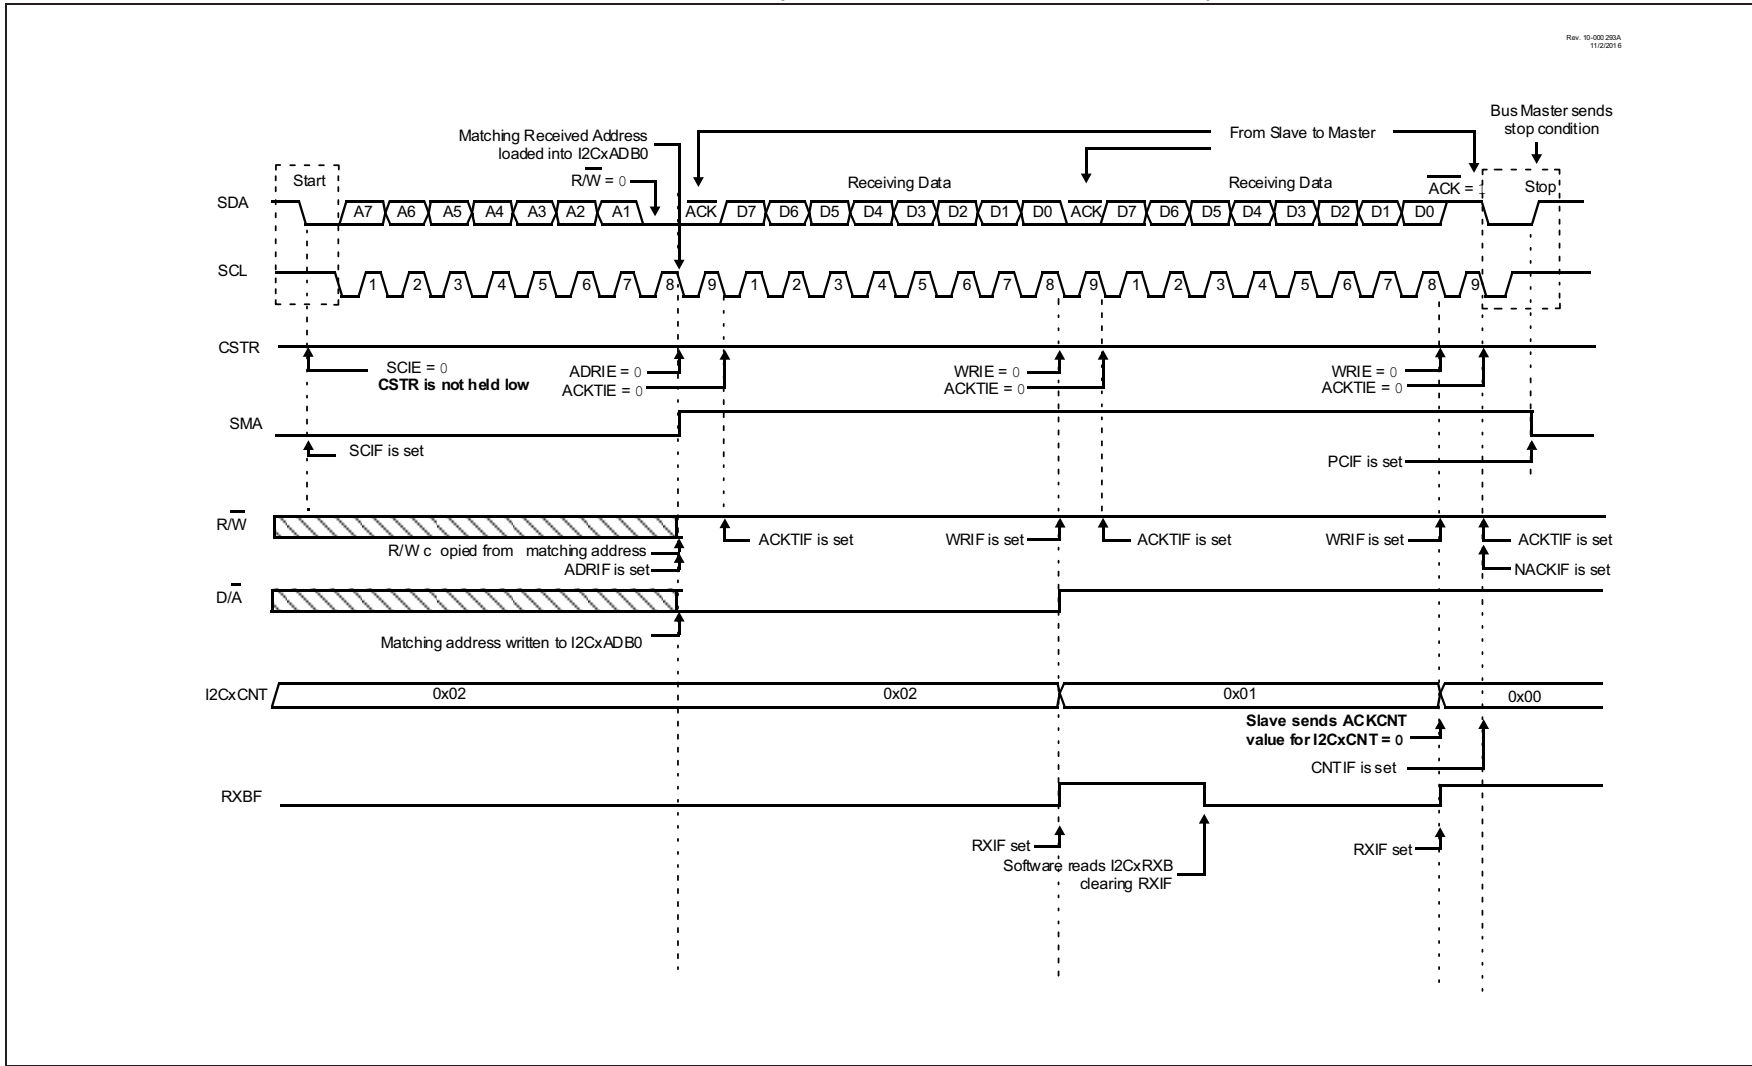 Rev. 10-000293A
11/2/2016
Bus Master sends
stop condition
Matching Received Address
loaded into I2CxADB0
From Slave to Master
R/W = 0
Start
Receiving Data
Receiving Data
ACK =
Stop
SDA
A7 A6 A5 A4 A3 A2 A1 ACK D7 D6 D5 D4 D3 D2 D1 D0 ACK D7 D6 D5 D4 D3 D2 D1 D0
SCL
1 2 3 4 5 6 7 8 9 1 2 3 4 5 6 7 8 9 1 2 3 4 5 6 7 8 9
CSTR
SCIE = 0
CSTR is not held low
ADRIE = 0
ACKTIE = 0
WRIE = 0
ACKTIE = 0
WRIE = 0
ACKTIE = 0
SMA
SCIF is set
PCIF is set
R/W
ACKTIF is set
WRIF is set
ACKTIF is set
WRIF is set
ACKTIF is set
R/W c opied from matching address
ADRIF is set
NACKIF is set
D/A
Matching address written to I2CxADB0
I2CxCNT
0x02
0x02
0x01
0x00
Slave sends ACKCNT
value for I2CxCNT = 0
CNTIF is set
RXBF
RXIF set
Software reads I2CxRXB
clearing RXIF
RXIF set